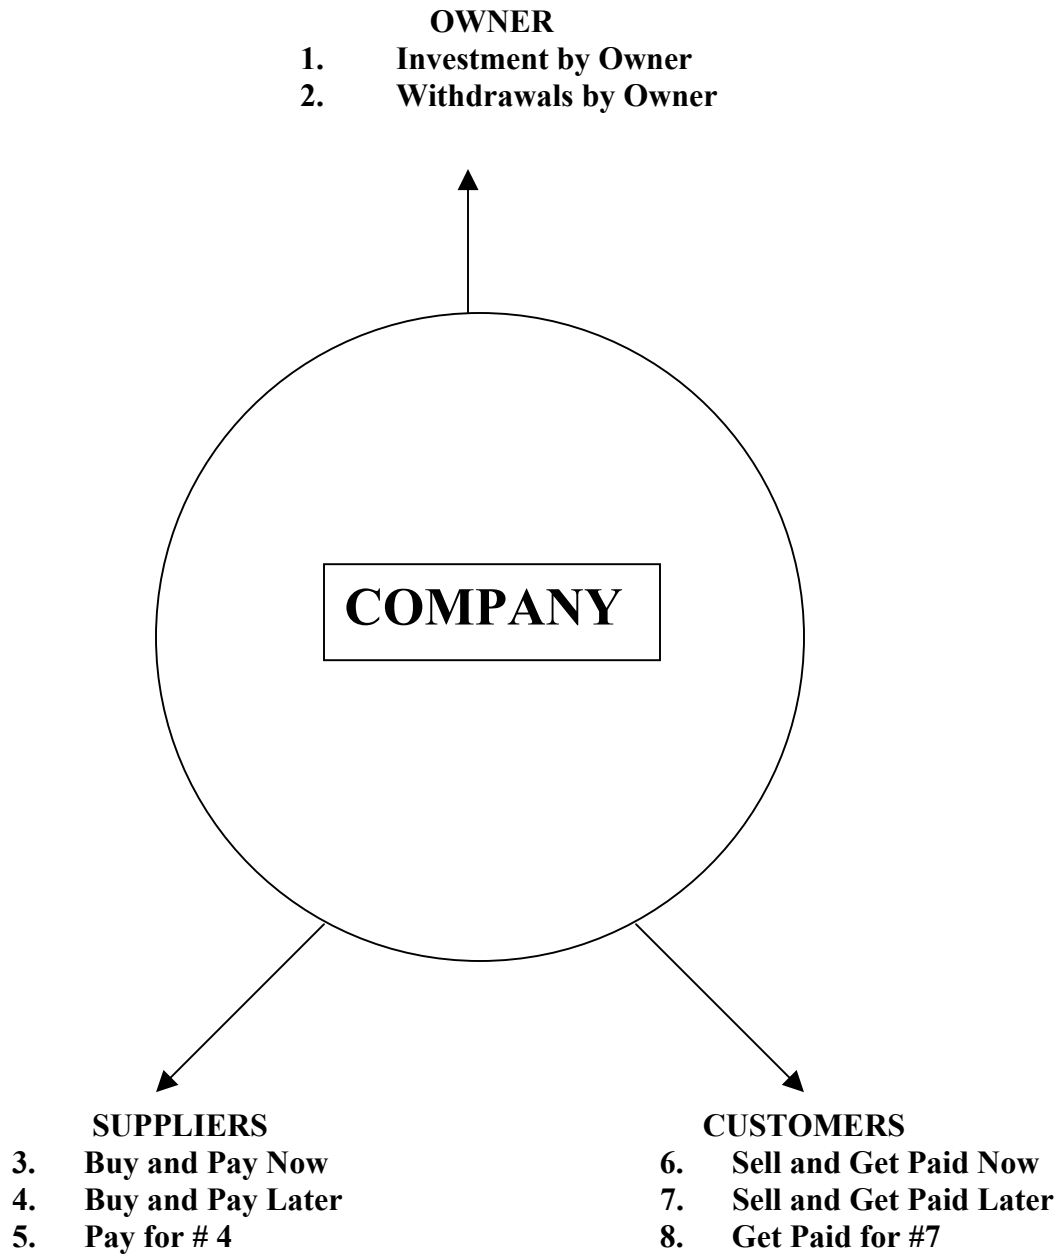 OWNER
1. Investment by Owner
2. Withdrawals by Owner
COMPANY
SUPPLIERS
3. Buy and Pay Now
4. Buy and Pay Later
5. Pay for # 4
CUSTOMERS
6. Sell and Get Paid Now
7. Sell and Get Paid Later
8. Get Paid for #7